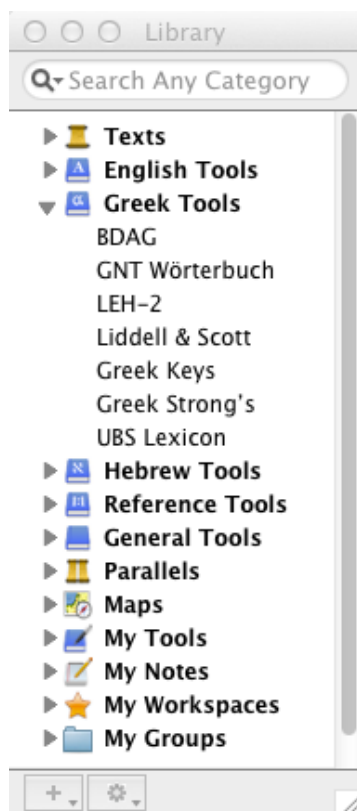 Library
Search Any Category
Texts
English Tools
Greek Tools
BDAG
GNT Wörterbuch
LEH-2
Liddell & Scott
Greek Keys
Greek Strong's
UBS Lexicon
Hebrew Tools
Reference Tools
General Tools
Parallels
Maps
My Tools
My Notes
My Workspaces
My Groups